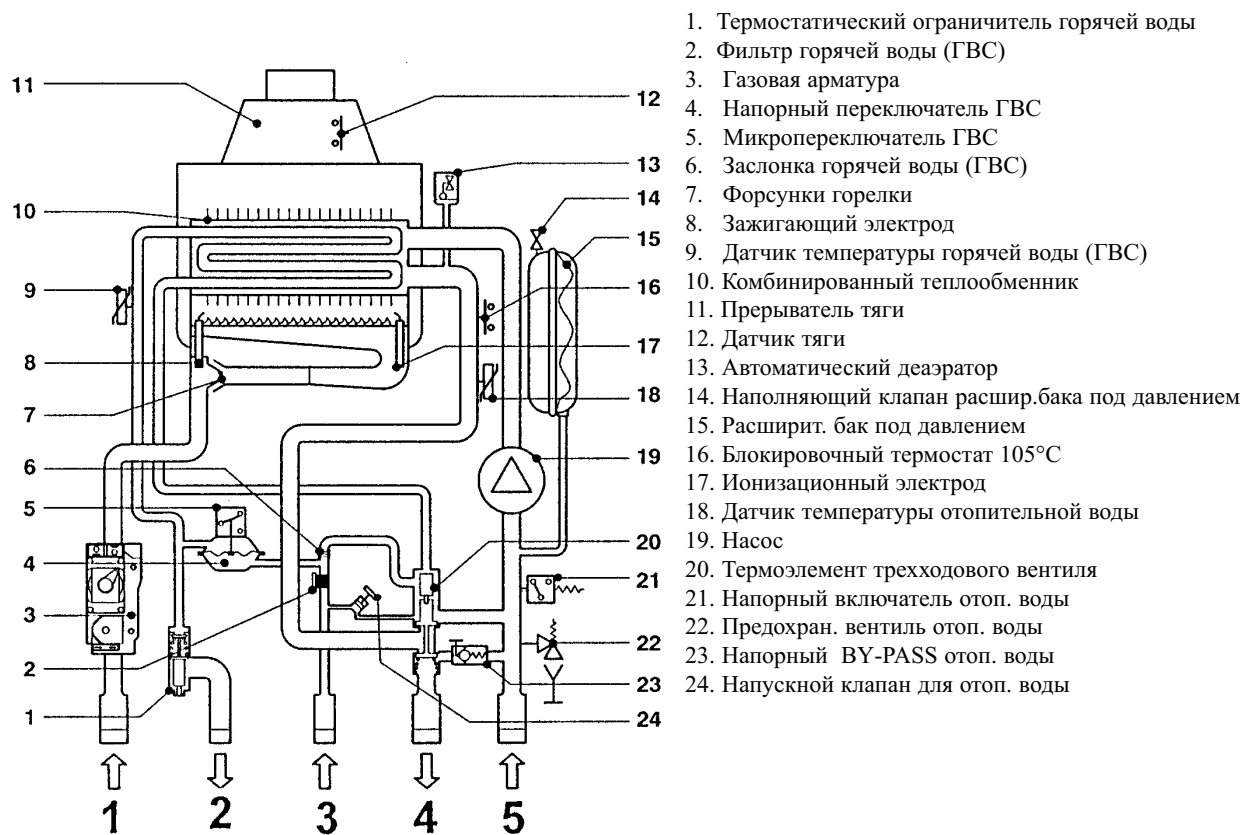 1. Термостатический ограничитель горячей воды
2. Фильтр горячей воды (ГВС)
3. Газовая арматура
4. Напорный переключатель ГВС
5. Микропереключатель ГВС
6. Заслонка горячей воды (ГВС)
7. Форсунки горелки
8. Зажигающий электрод
9. Датчик температуры горячей воды (ГВС)
10. Комбинированный теплообменник
11. Прерыватель тяги
12. Датчик тяги
13. Автоматический деаэратор
14. Наполняющий клапан расшир.бака под давлением
15. Расширит. бак под давлением
16. Блокировочный термостат 105°C
17. Ионизационный электрод
18. Датчик температуры отопительной воды
19. Насос
20. Термоэлемент трехходового вентиля
21. Напорный включатель отоп. воды
22. Предохран. вентиль отоп. воды
23. Напорный BY-PASS отоп. воды
24. Напускной клапан для отоп. воды
11
10
9
8
7
6
5
4
3
2
1
12
13
14
15
16
17
18
19
20
21
22
23
24
1 2 3 4 5